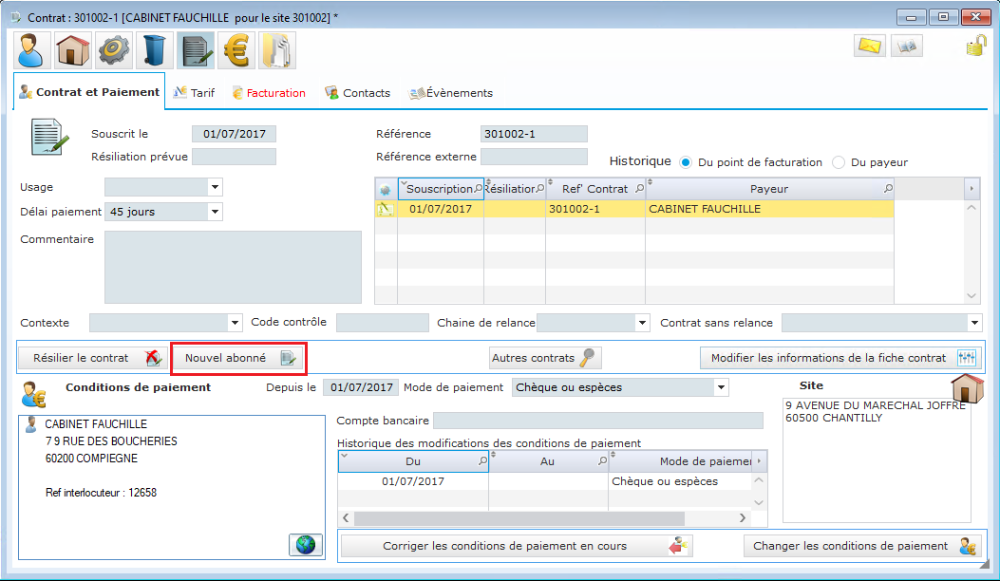 Contrat : 301002-1 [CABINET FAUCHILLE pour le site 301002] *
Contrat et Paiement Tarif Facturation Contacts Évènements
Souscrit le 01/07/2017 Référence 301002-1
Résiliation prévue Référence externe Historique Du point de facturation Du payeur
Usage Souscription Résiliation Ref' Contrat Payeur
Délai paiement 45 jours 01/07/2017 301002-1 CABINET FAUCHILLE
Commentaire
Contexte Code contrôle Chaine de relance Contrat sans relance
Résilier le contrat Nouvel abonné Autres contrats Modifier les informations de la fiche contrat
Conditions de paiement Depuis le 01/07/2017 Mode de paiement Chèque ou espèces Site
CABINET FAUCHILLE
7 9 RUE DES BOUCHERIES
60200 COMPIEGNE
Ref interlocuteur : 12658
Compte bancaire
Historique des modifications des conditions de paiement
Du Au Mode de paiemen
01/07/2017 Chèque ou espèces
9 AVENUE DU MARECHAL JOFFRE
60500 CHANTILLY
Corriger les conditions de paiement en cours Changer les conditions de paiement